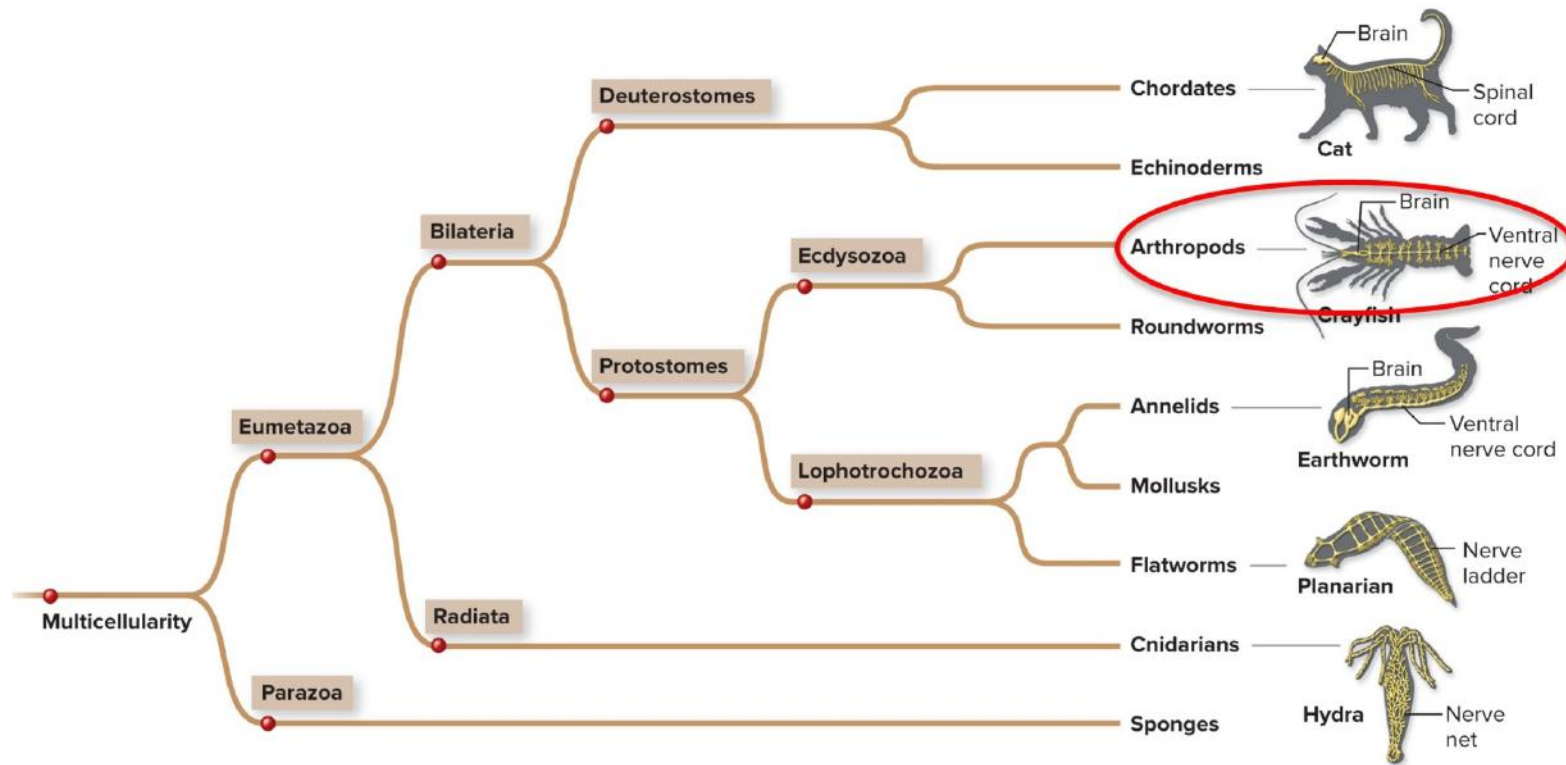 Brain
Chordates
Spinal
cord
Cat
Deuterostomes
Echinoderms
Brain
Bilateria
Arthropods
Ventral
nerve
cord
Ecdysozoa
Crayfish
Roundworms
Protostomes
Brain
Annelids
Ventral
nerve cord
Eumetazoa
Earthworm
Lophotrochozoa
Mollusks
Nerve
ladder
Flatworms
Planarian
Multicellularity
Radiata
Cnidarians
Parazoa
Hydra
Nerve
net
Sponges